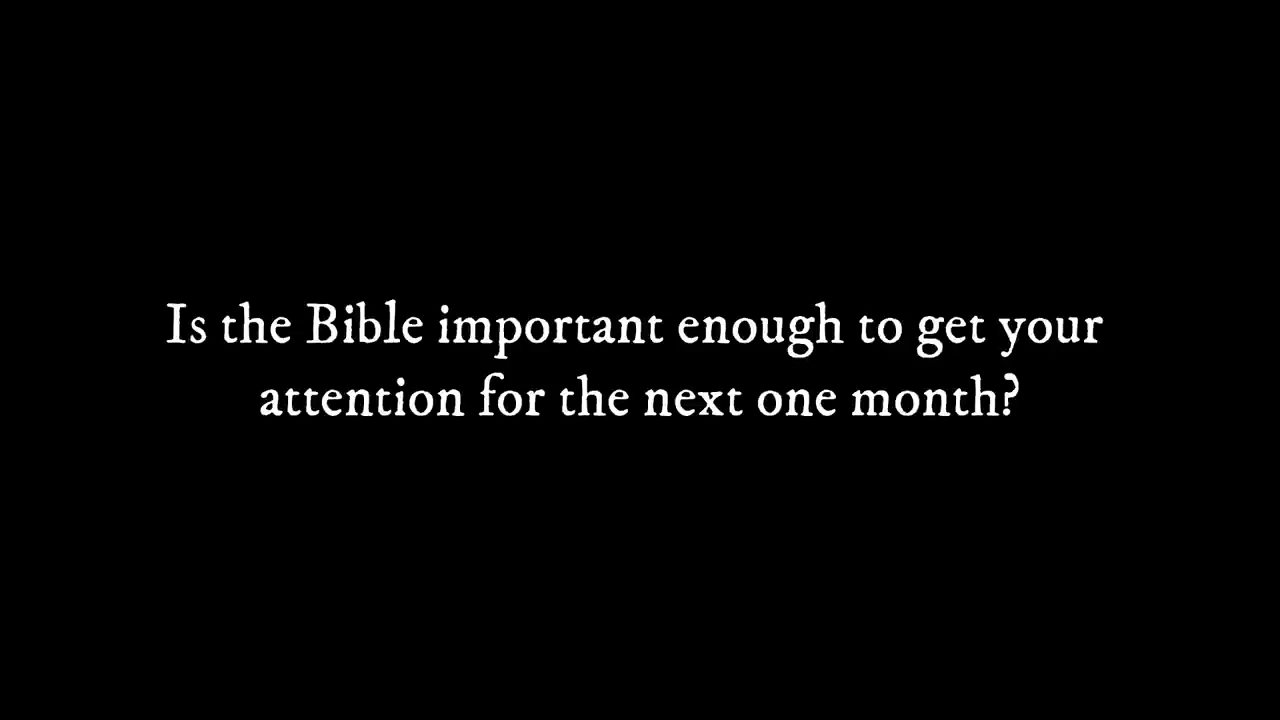 Is the Bible important enough to get your
attention for the next one month?